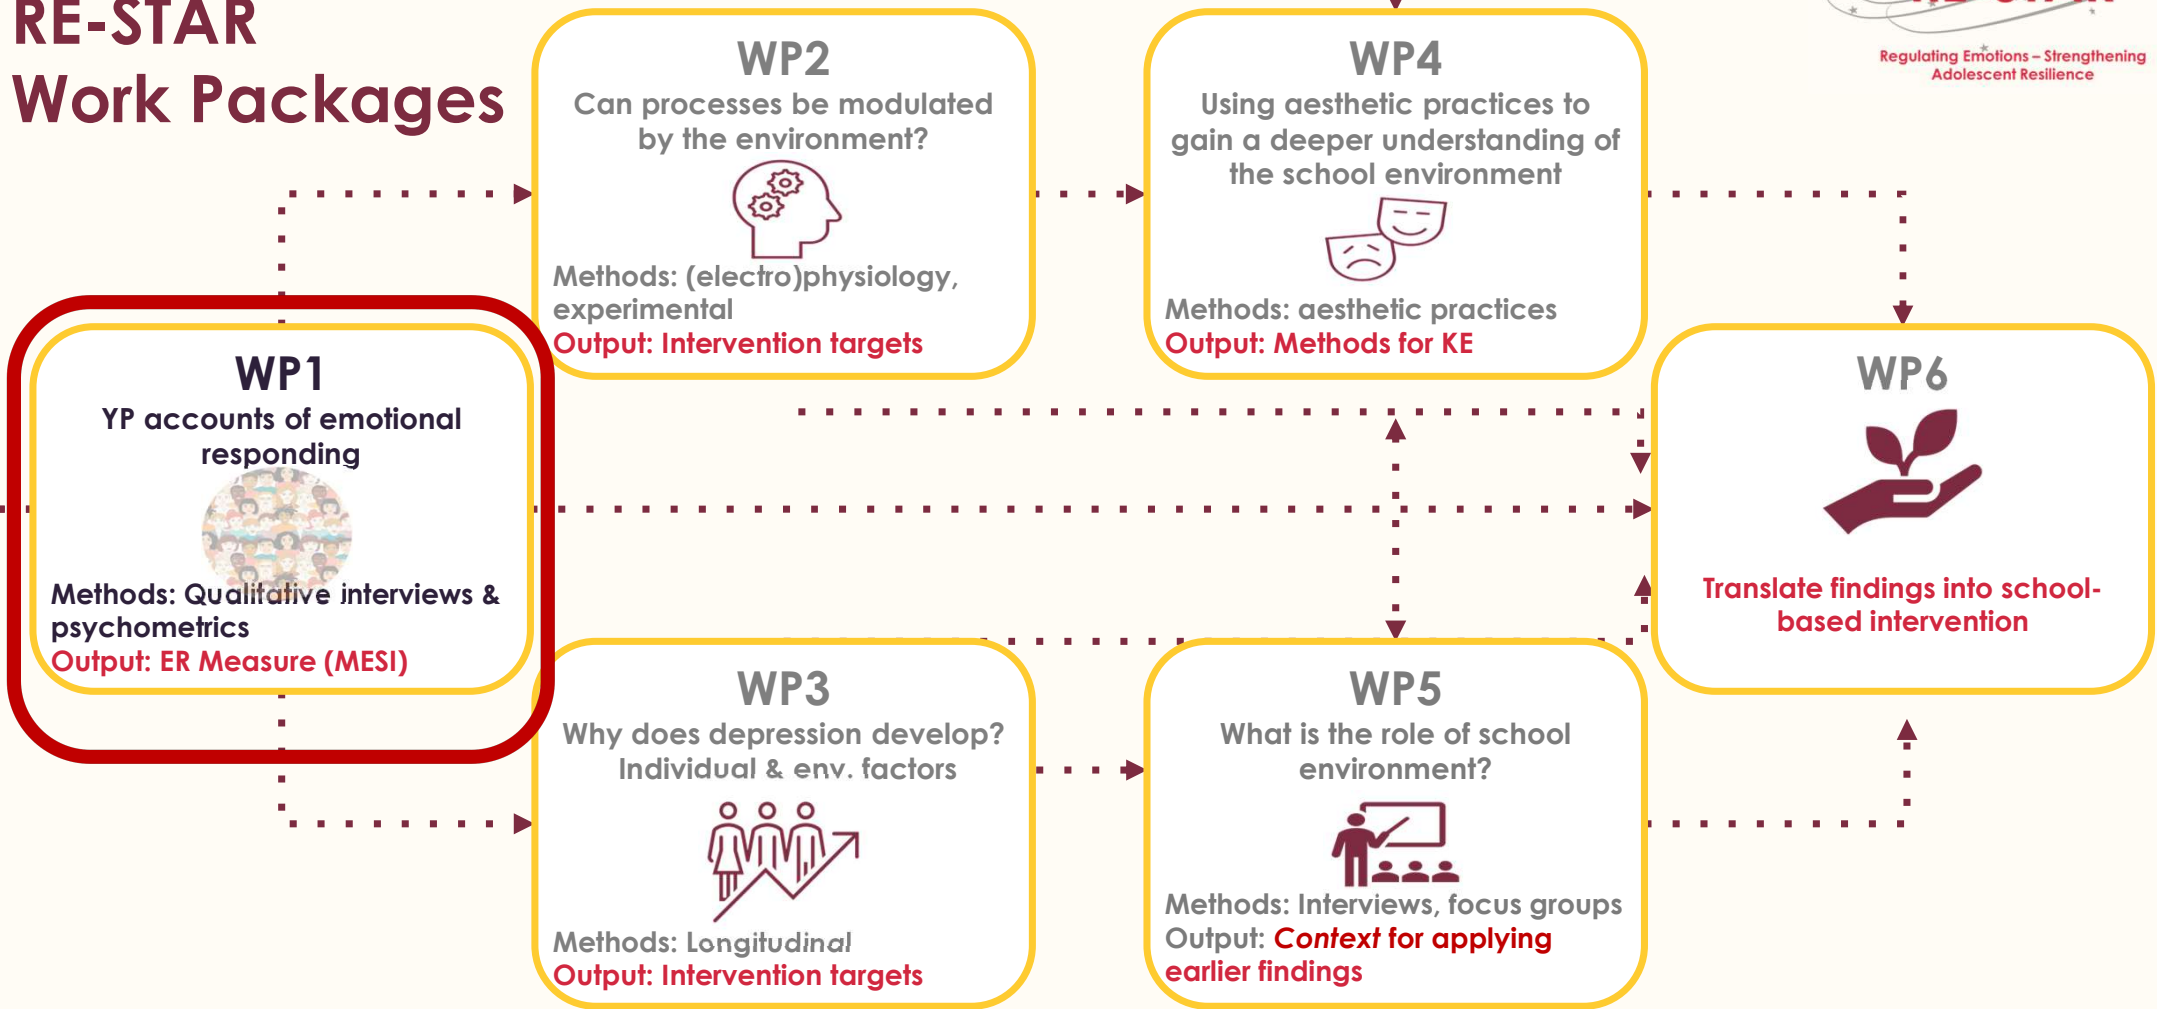 RE-STAR
Work Packages
Regulating Emotions – Strengthening
Adolescent Resilience
WP1
YP accounts of emotional
responding
Methods: Qualitative interviews &
psychometrics
Output: ER Measure (MESI)
WP2
Can processes be modulated
by the environment?
Methods: (electro)physiology,
experimental
Output: Intervention targets
WP3
Why does depression develop?
Individual & env. factors
Methods: Longitudinal
Output: Intervention targets
WP4
Using aesthetic practices to
gain a deeper understanding of
the school environment
Methods: aesthetic practices
Output: Methods for KE
WP5
What is the role of school
environment?
Methods: Interviews, focus groups
Output: Context for applying
earlier findings
WP6
Translate findings into school-
based intervention